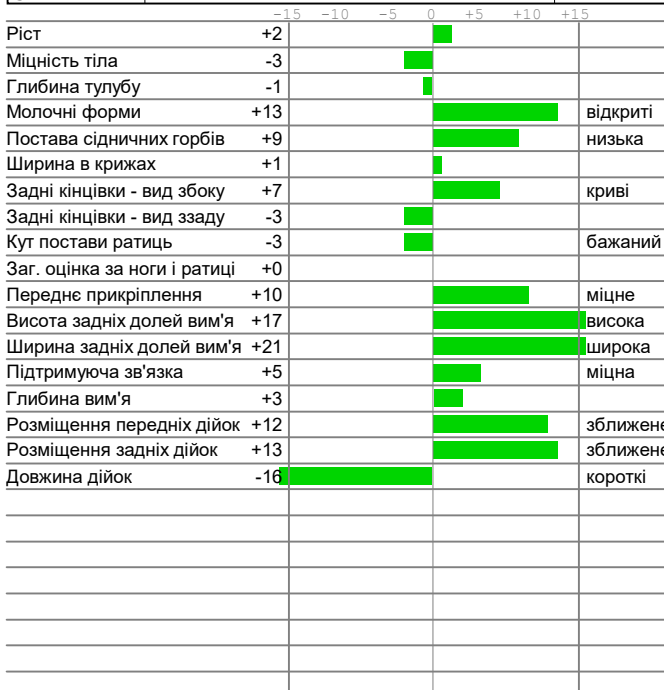 -15 -10 -5 0 +5 +10 +15
Ріст +2
Міцність тіла -3
Глибина тулубу -1
Молочні форми +13 відкриті
Постава сідничних горбів +9 низька
Ширина в крижах +1
Задні кінцівки - вид збоку +7 криві
Задні кінцівки - вид ззаду -3
Кут постави ратиць -3 бажаний
Заг. оцінка за ноги і ратиці +0
Переднє прикріплення +10 міцне
Висота задніх долей вим'я +17 висока
Ширина задніх долей вим'я +21 широка
Підтримуюча зв'язка +5 міцна
Глибина вим'я +3
Розміщення передніх дійок +12 зближене
Розміщення задніх дійок +13 зближене
Довжина дійок -16 короткі